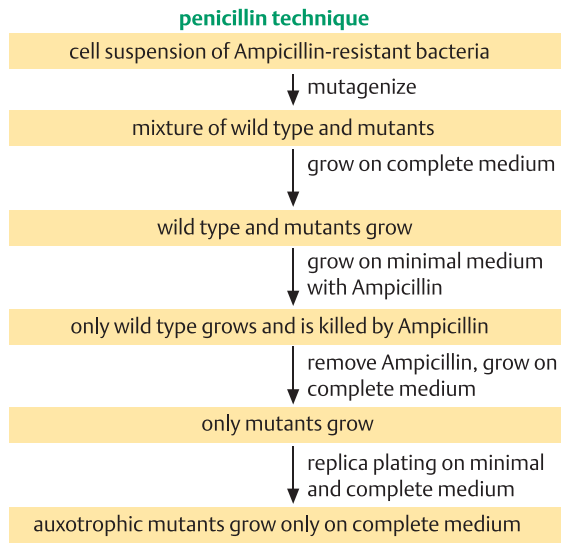 penicillin technique
cell suspension of Ampicillin-resistant bacteria
mutagenize
mixture of wild type and mutants
grow on complete medium
wild type and mutants grow
grow on minimal medium
with Ampicillin
only wild type grows and is killed by Ampicillin
remove Ampicillin, grow on
complete medium
only mutants grow
replica plating on minimal
and complete medium
auxotrophic mutants grow only on complete medium